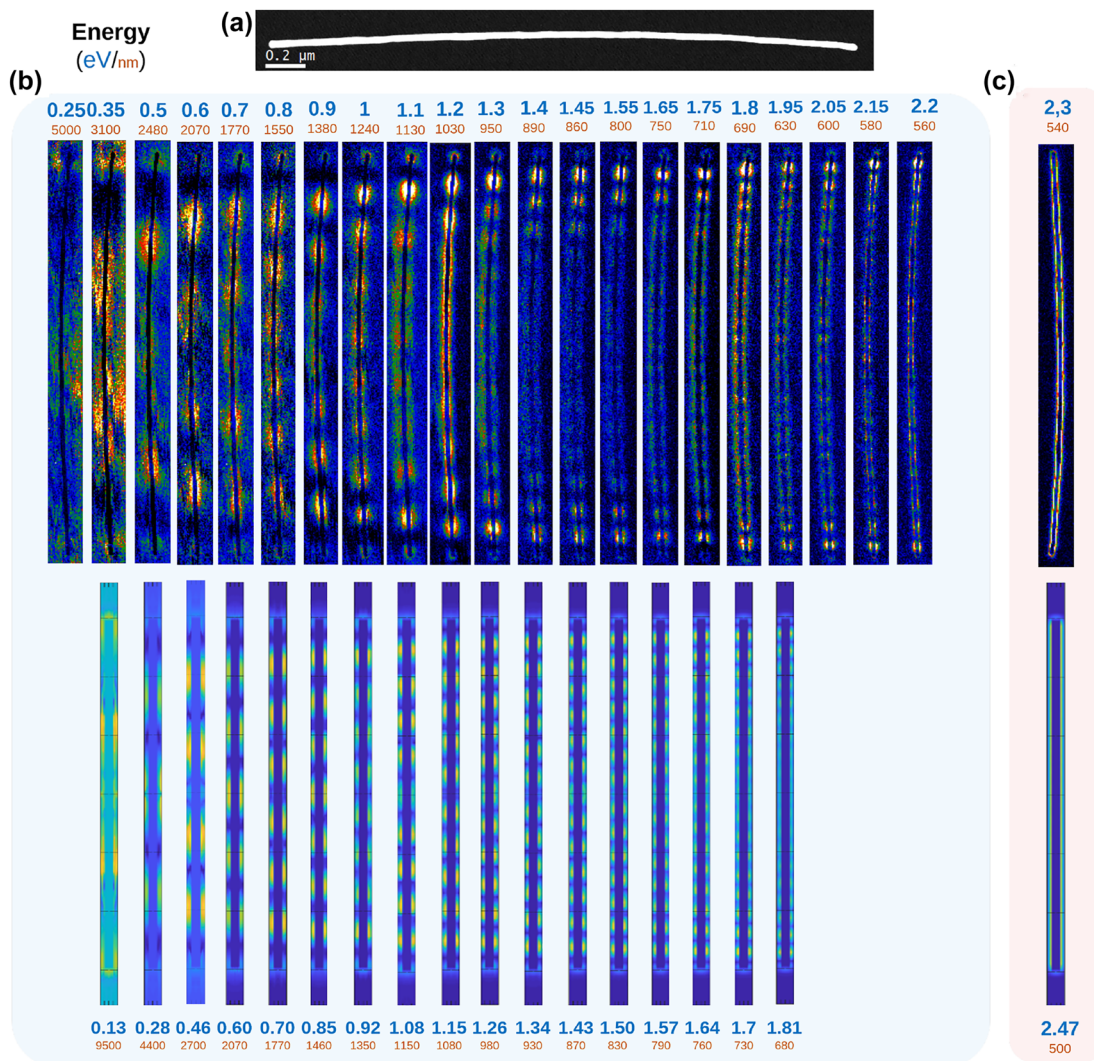 Energy
(eV/nm)
(a)
0.2 μm
(b)
0.25 0.35 0.5 0.6 0.7 0.8 0.9 1 1.1 1.2 1.3 1.4 1.45 1.55 1.65 1.75 1.8 1.95 2.05 2.15 2.2
5000 3100 2480 2070 1770 1550 1380 1240 1130 1030 950 890 860 800 750 710 690 630 600 580 560
(c)
2,3
540
0.13 0.28 0.46 0.60 0.70 0.85 0.92 1.08 1.15 1.26 1.34 1.43 1.50 1.57 1.64 1.7 1.81
9500 4400 2700 2070 1770 1460 1350 1150 1080 980 930 870 830 790 760 730 680
2.47
500